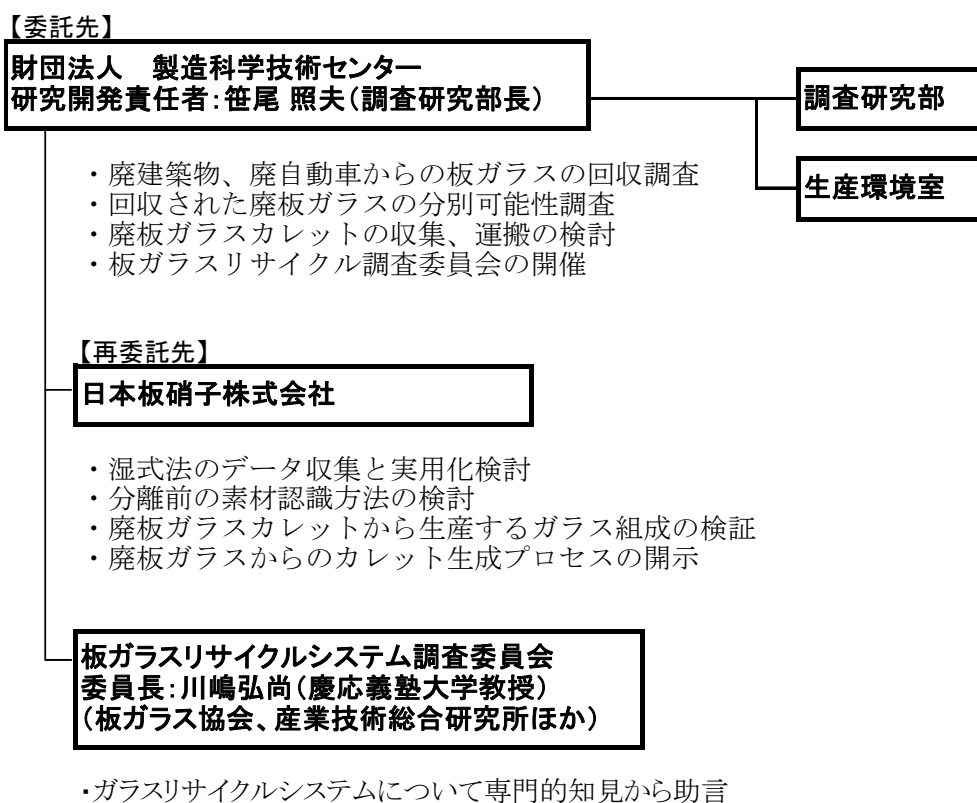 【委託先】
財団法人　製造科学技術センター
研究開発責任者:笹尾 照夫(調査研究部長)
調査研究部
生産環境室
・廃建築物、廃自動車からの板ガラスの回収調査
・回収された廃板ガラスの分別可能性調査
・廃板ガラスカレットの収集、運搬の検討
・板ガラスリサイクル調査委員会の開催
【再委託先】
日本板硝子株式会社
・湿式法のデータ収集と実用化検討
・分離前の素材認識方法の検討
・廃板ガラスカレットから生産するガラス組成の検証
・廃板ガラスからのカレット生成プロセスの開示
板ガラスリサイクルシステム調査委員会
委員長:川嶋弘尚(慶応義塾大学教授)
(板ガラス協会、産業技術総合研究所ほか)
・ガラスリサイクルシステムについて専門的知見から助言